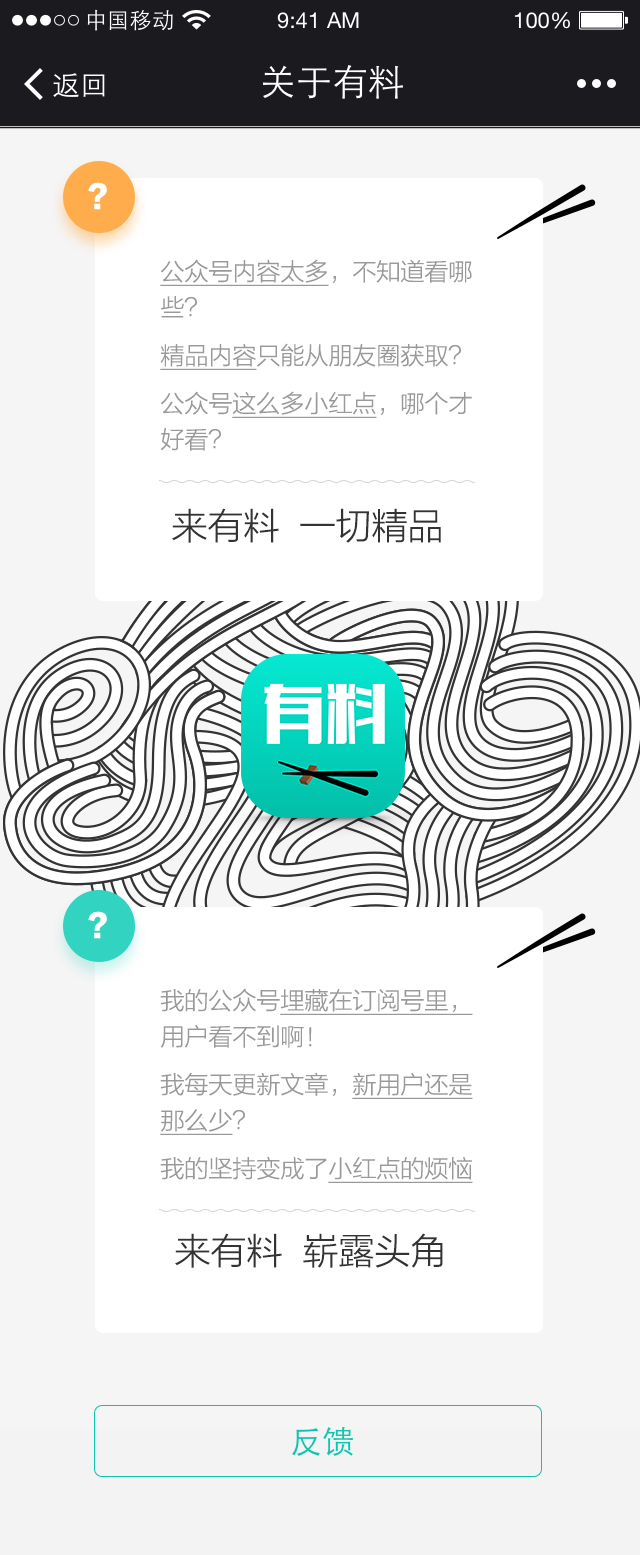 中国移动 9:41 AM 100%
返回 关于有料
?
公众号内容太多，不知道看哪
些？
精品内容只能从朋友圈获取？
公众号这么多小红点，哪个才
好看？
来有料 一切精品
有料
?
我的公众号埋藏在订阅号里，
用户看不到啊！
我每天更新文章，新用户还是
那么少？
我的坚持变成了小红点的烦恼
来有料 崭露头角
反馈